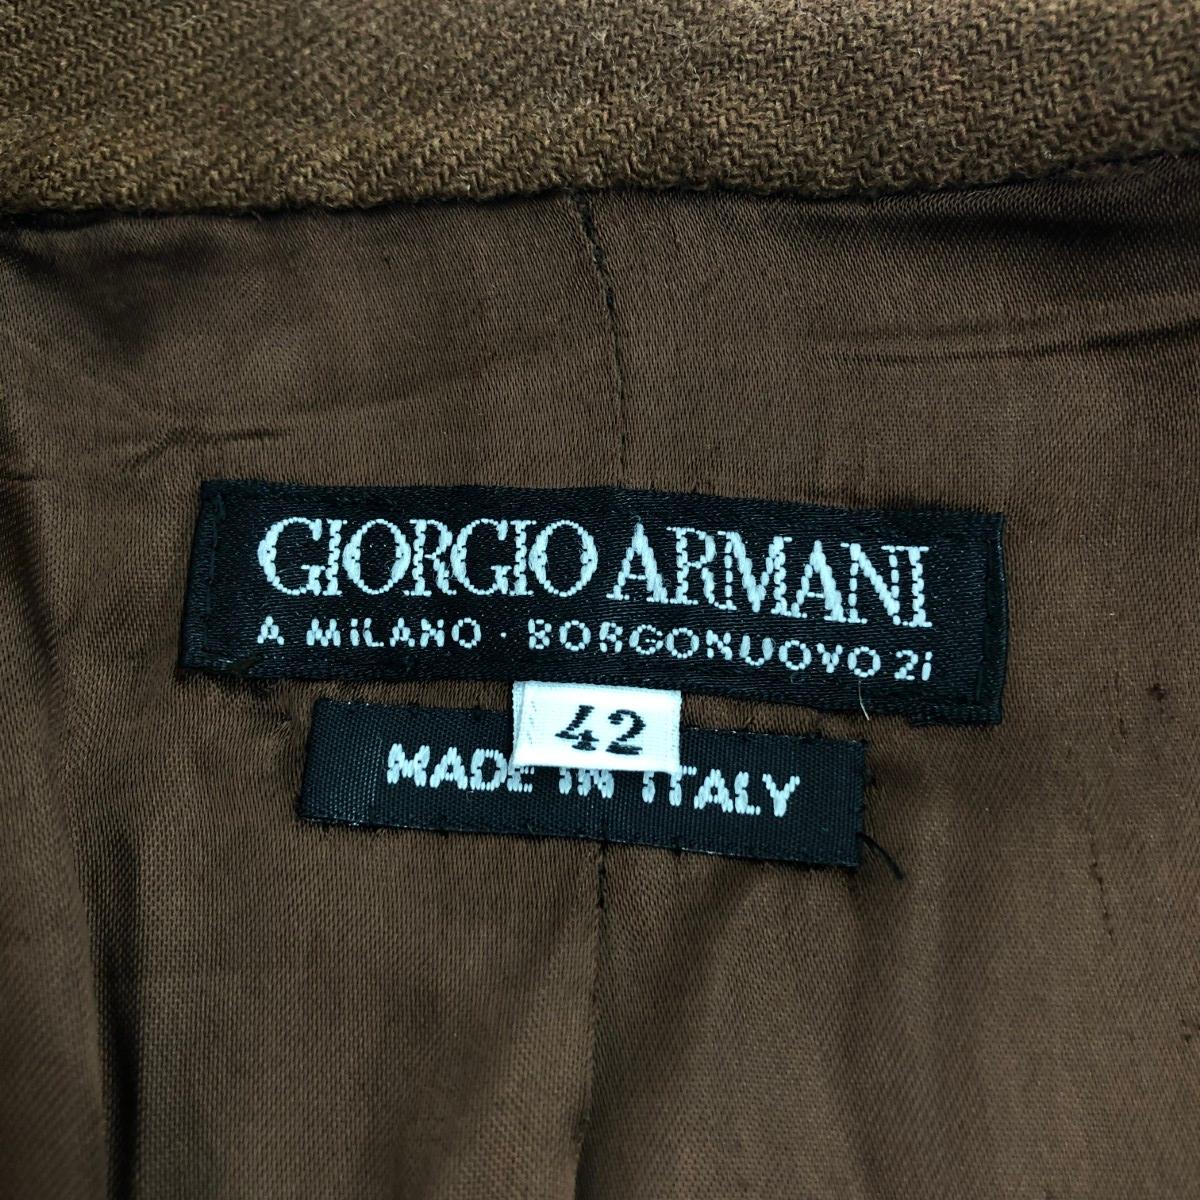 GIORGIO ARMANI
A MiLANO · BORGONUOVO 21
42
MADE IN ITALY